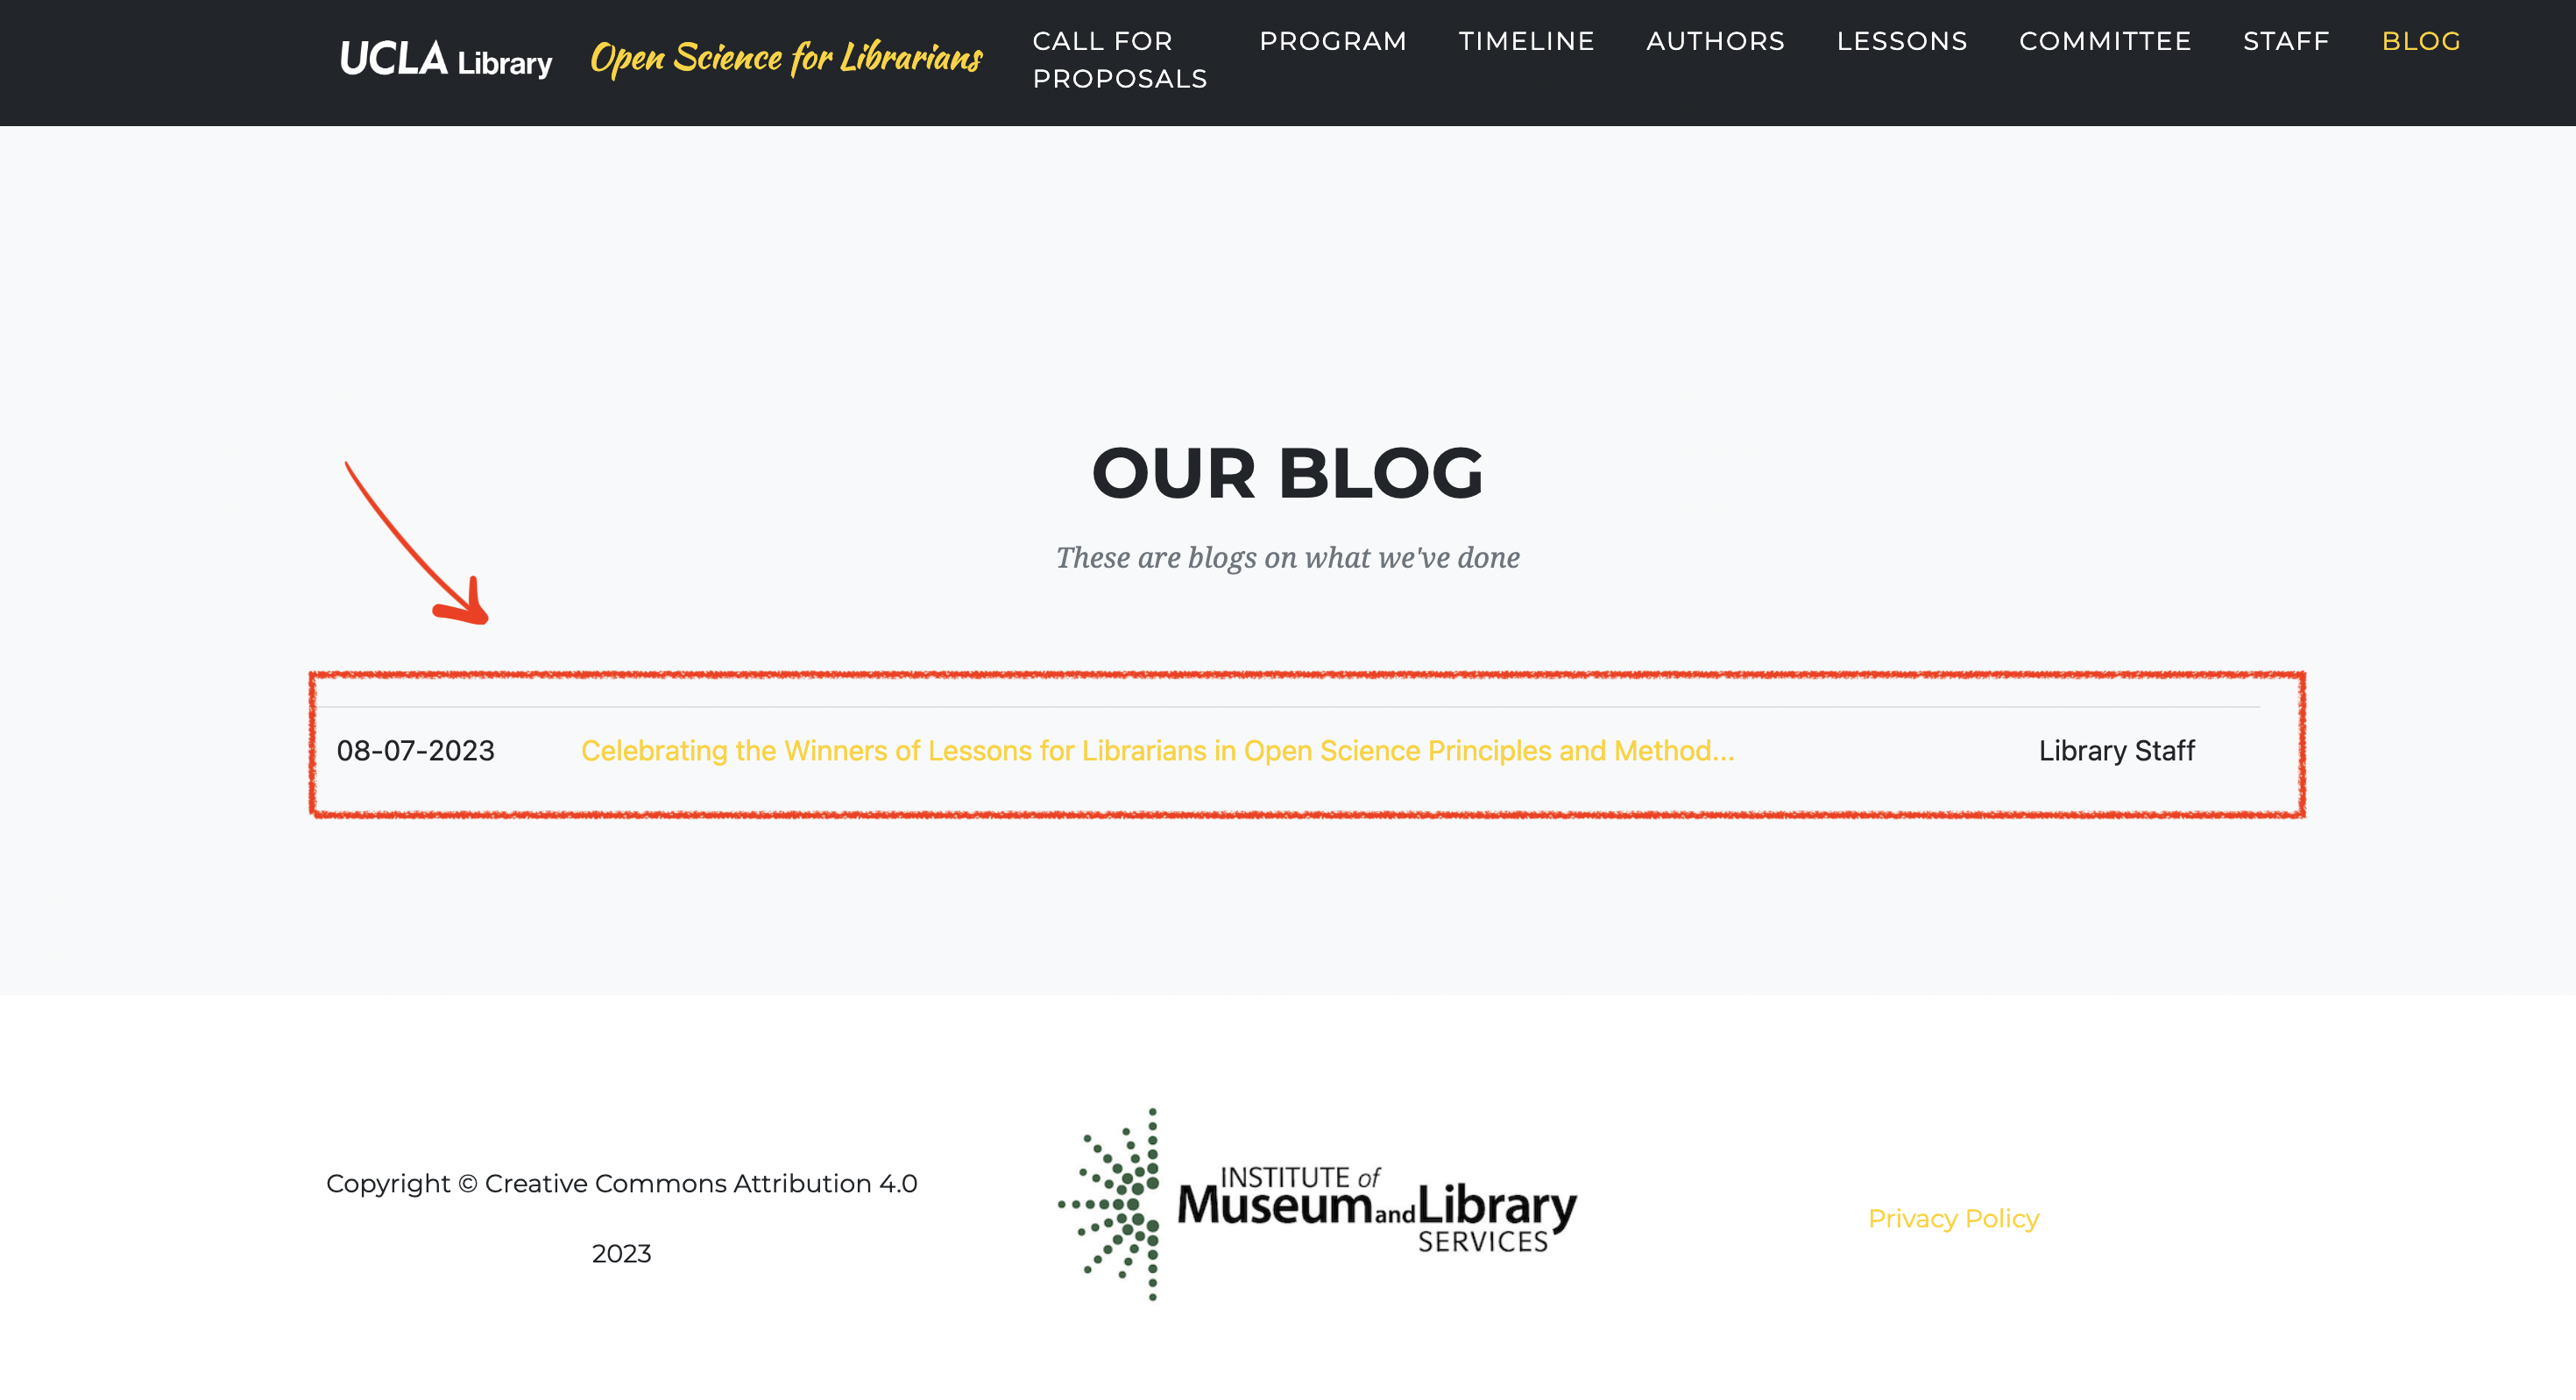 UCLA Library Open Science for Librarians CALL FOR PROPOSALS PROGRAM TIMELINE AUTHORS LESSONS COMMITTEE STAFF BLOG
OUR BLOG
These are blogs on what we've done
08-07-2023 Celebrating the Winners of Lessons for Librarians in Open Science Principles and Method... Library Staff
Copyright © Creative Commons Attribution 4.0
2023
INSTITUTE of
Museum and Library
SERVICES
Privacy Policy